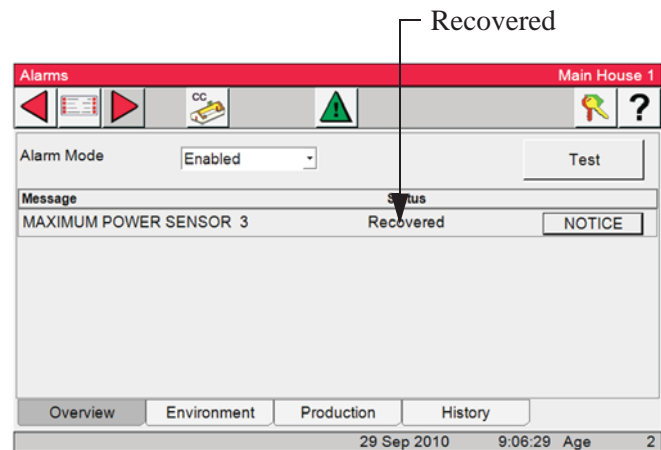 Recovered
Alarms Main House 1
CC
?
Alarm Mode Enabled Test
Message Status
MAXIMUM POWER SENSOR 3 Recovered NOTICE
Overview Environment Production History
29 Sep 2010 9:06:29 Age 2